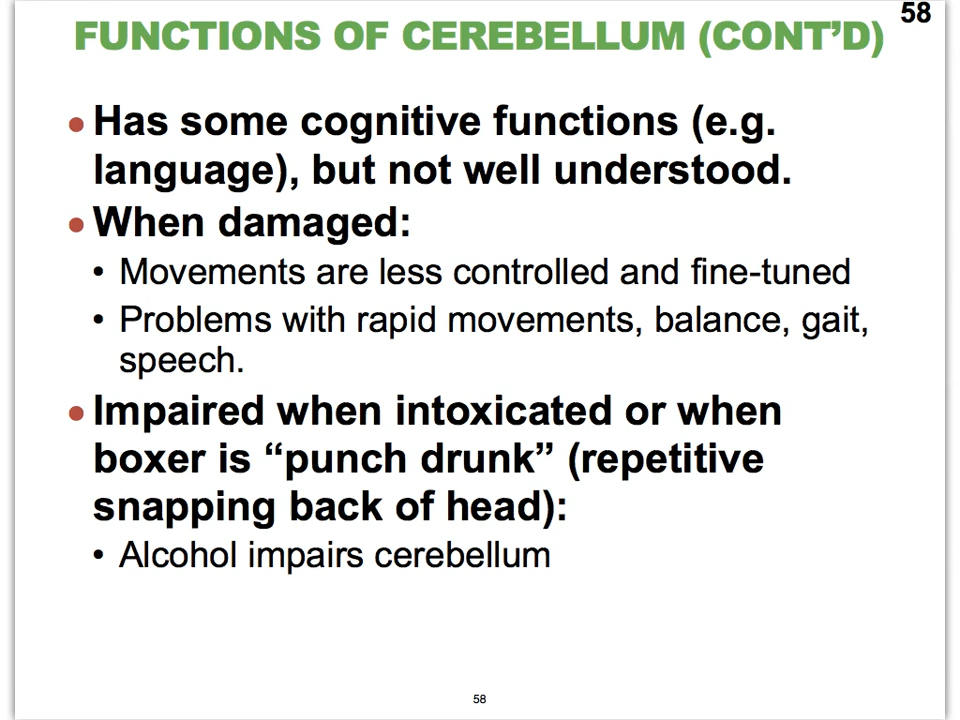 58
FUNCTIONS OF CEREBELLUM (CONT’D)
• Has some cognitive functions (e.g.
language), but not well understood.
• When damaged:
• Movements are less controlled and fine-tuned
• Problems with rapid movements, balance, gait,
speech.
• Impaired when intoxicated or when
boxer is “punch drunk” (repetitive
snapping back of head):
• Alcohol impairs cerebellum
58